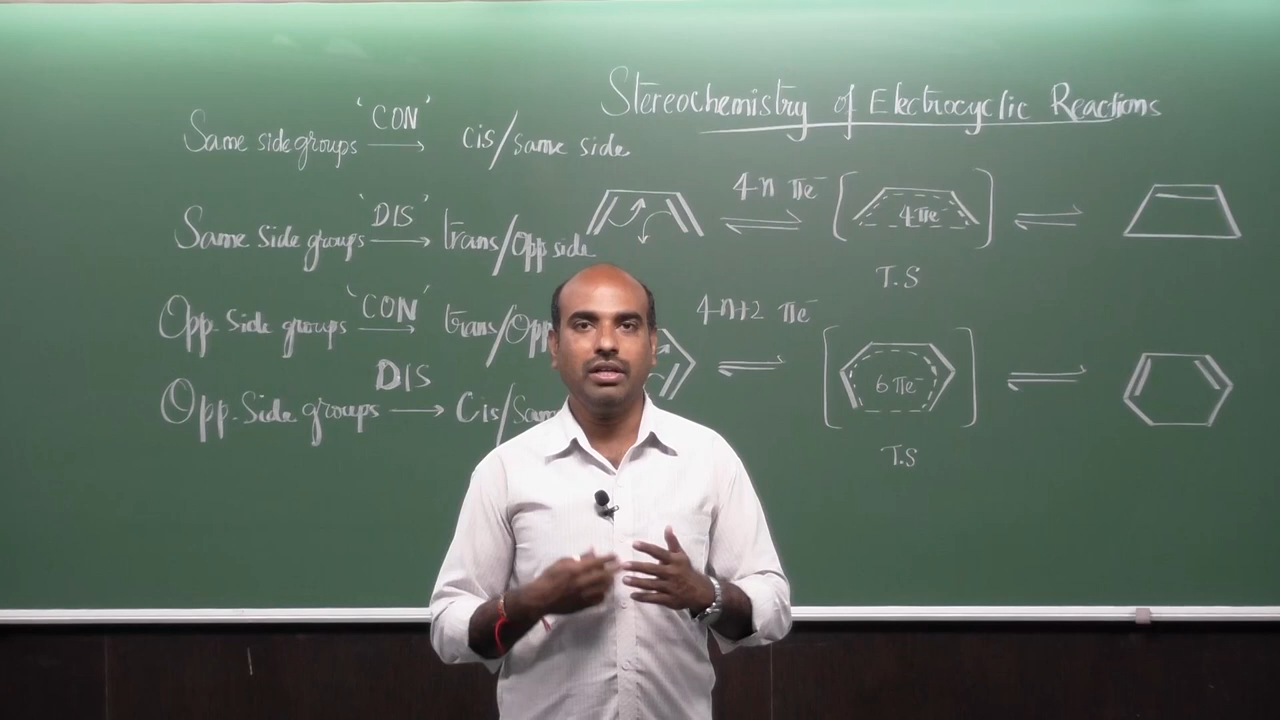 Stereochemistry of Electrocyclic Reactions
'CON'
Same side groups → cis/same side
'DIS'
Same side groups → trans/Opp side
'CON'
Opp. Side groups → trans/Opp
DIS
Opp. Side groups → Cis/Sam
4n πe⁻
4πe⁻
T.S
4n+2 πe⁻
6πe⁻
T.S